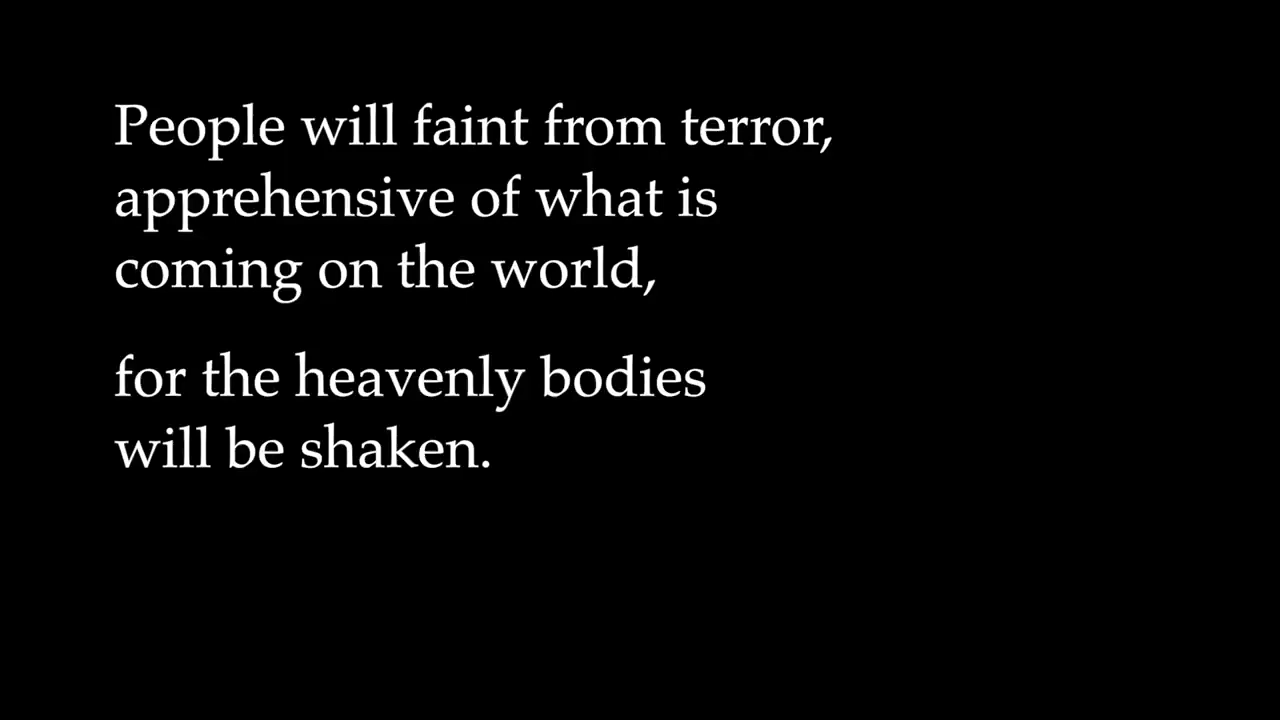 People will faint from terror,
apprehensive of what is
coming on the world,
for the heavenly bodies
will be shaken.